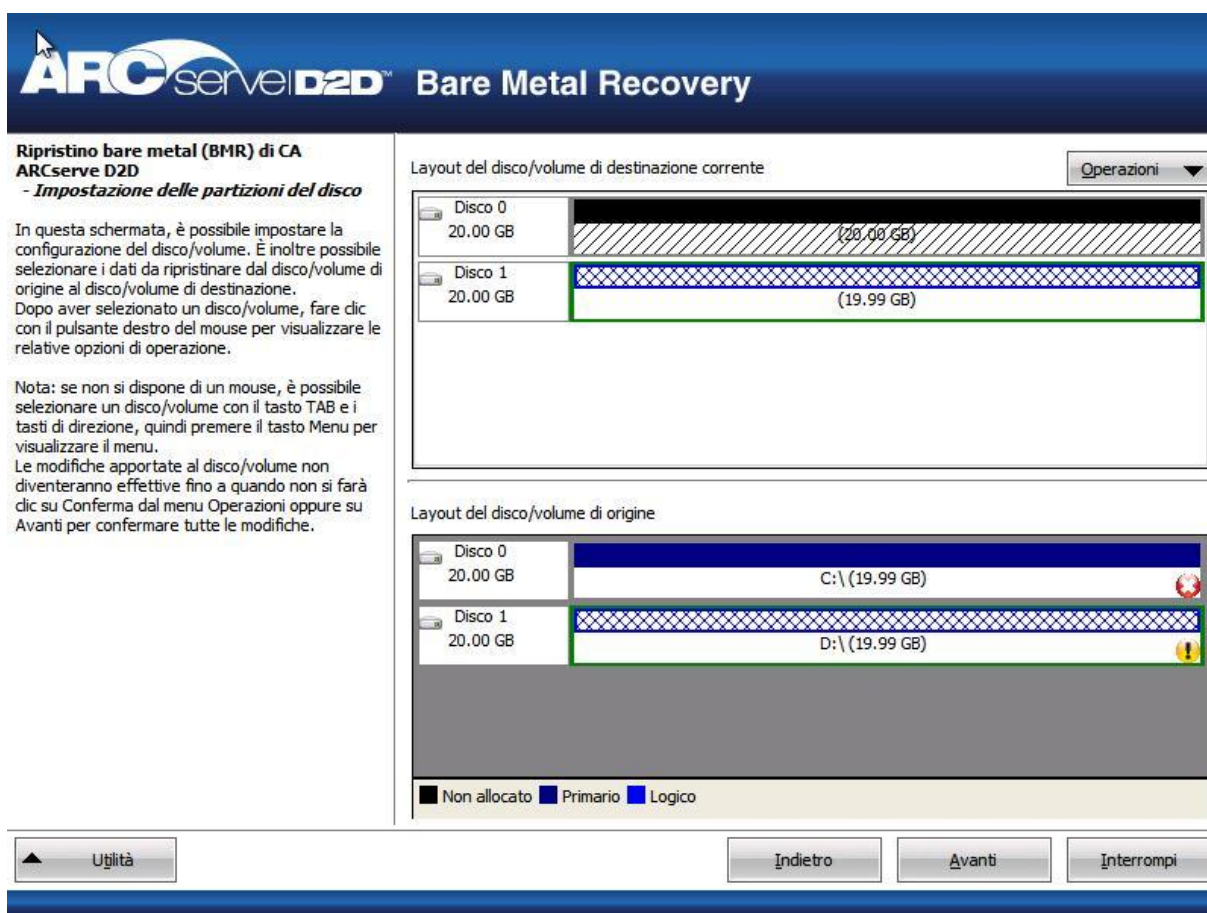 ARCserve D2D™ Bare Metal Recovery
Ripristino bare metal (BMR) di CA
ARCserve D2D
- Impostazione delle partizioni del disco
In questa schermata, è possibile impostare la
configurazione del disco/volume. È inoltre possibile
selezionare i dati da ripristinare dal disco/volume di
origine al disco/volume di destinazione.
Dopo aver selezionato un disco/volume, fare clic
con il pulsante destro del mouse per visualizzare le
relative opzioni di operazione.
Nota: se non si dispone di un mouse, è possibile
selezionare un disco/volume con il tasto TAB e i
tasti di direzione, quindi premere il tasto Menu per
visualizzare il menu.
Le modifiche apportate al disco/volume non
diventeranno effettive fino a quando non si farà
clic su Conferma dal menu Operazioni oppure su
Avanti per confermare tutte le modifiche.
Layout del disco/volume di destinazione corrente
Operazioni
Disco 0
20.00 GB
(20.00 GB)
Disco 1
20.00 GB
(19.99 GB)
Layout del disco/volume di origine
Disco 0
20.00 GB
C:\ (19.99 GB)
Disco 1
20.00 GB
D:\ (19.99 GB)
Non allocato Primario Logico
Utilità
Indietro
Avanti
Interrompi